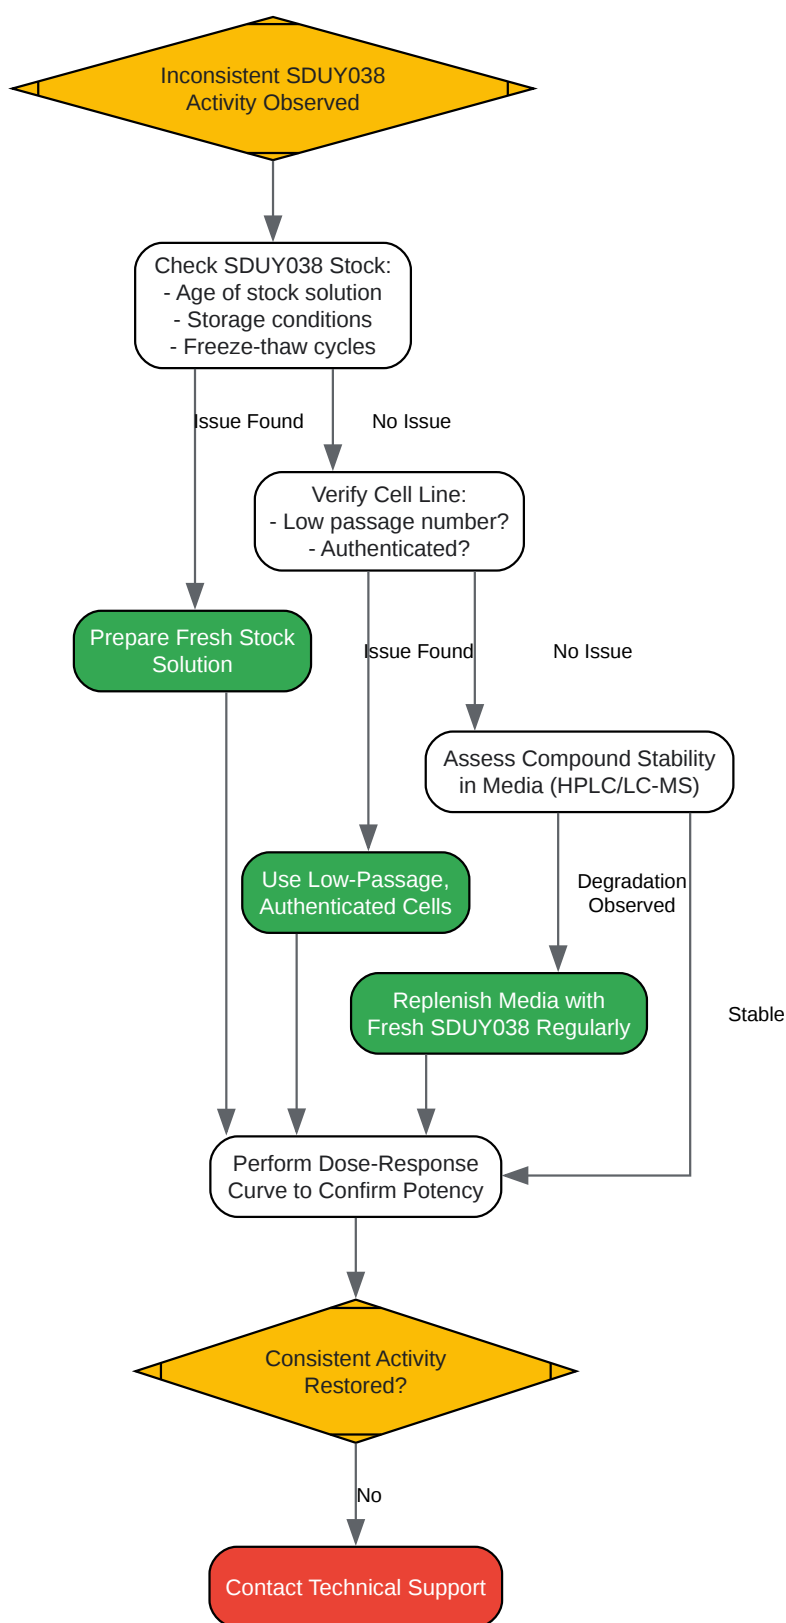 Inconsistent SDUY038
Activity Observed
Check SDUY038 Stock:
- Age of stock solution
- Storage conditions
- Freeze-thaw cycles
Issue Found
No Issue
Verify Cell Line:
- Low passage number?
- Authenticated?
Prepare Fresh Stock
Solution
Issue Found
No Issue
Assess Compound Stability
in Media (HPLC/LC-MS)
Use Low-Passage,
Authenticated Cells
Degradation
Observed
Replenish Media with
Fresh SDUY038 Regularly
Stable
Perform Dose-Response
Curve to Confirm Potency
Consistent Activity
Restored?
No
Contact Technical Support